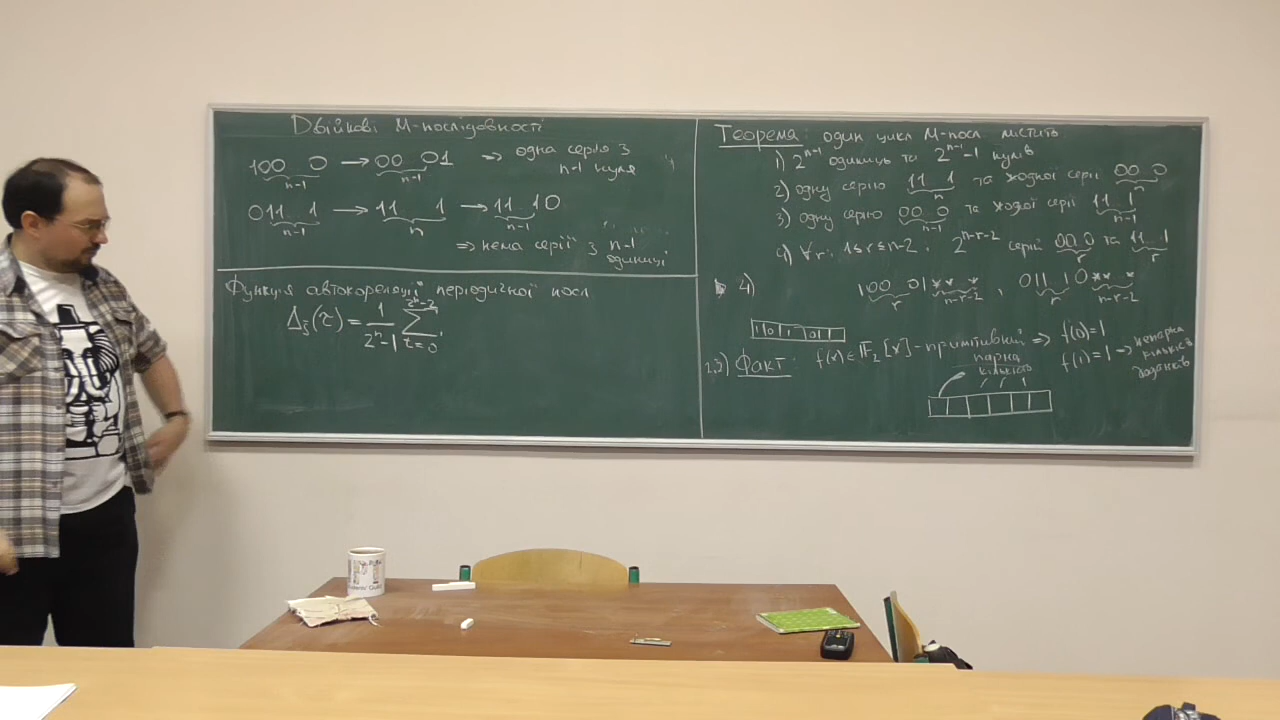 Двійкові М-послідовності
100...0 → 00...01 ⇒ одна серія з
n-1 n-1 n-1 нуля
011...1 → 11...1 → 11...10
n-1 n n-1
⇒ нема серії з n-1 одиниці
Функція автокореляції періодичної посл
Δ_ξ(τ) = 1/(2^n-1) Σ_{t=0}^{2^n-2}
Теорема: один цикл М-посл. містить
1) 2^{n-1} одиниць та 2^{n-1}-1 нулів
2) одну серію 11...1 та жодної серії 00...0
n n
3) одну серію 00...0 та жодної серії 11...1
n-1 n-1
4) ∀r: 1≤r≤n-2: 2^{n-r-2} серій 00...0 та 11...1
r r
4) 100...01**...*, 011...10**...*
r n-r-2 r n-r-2
2,3) Факт: f(x) ∈ F_2[x] - примітивний ⇒ f(0)=1
f(1)=1 ⇒ непарна кількість доданків
парна кількість